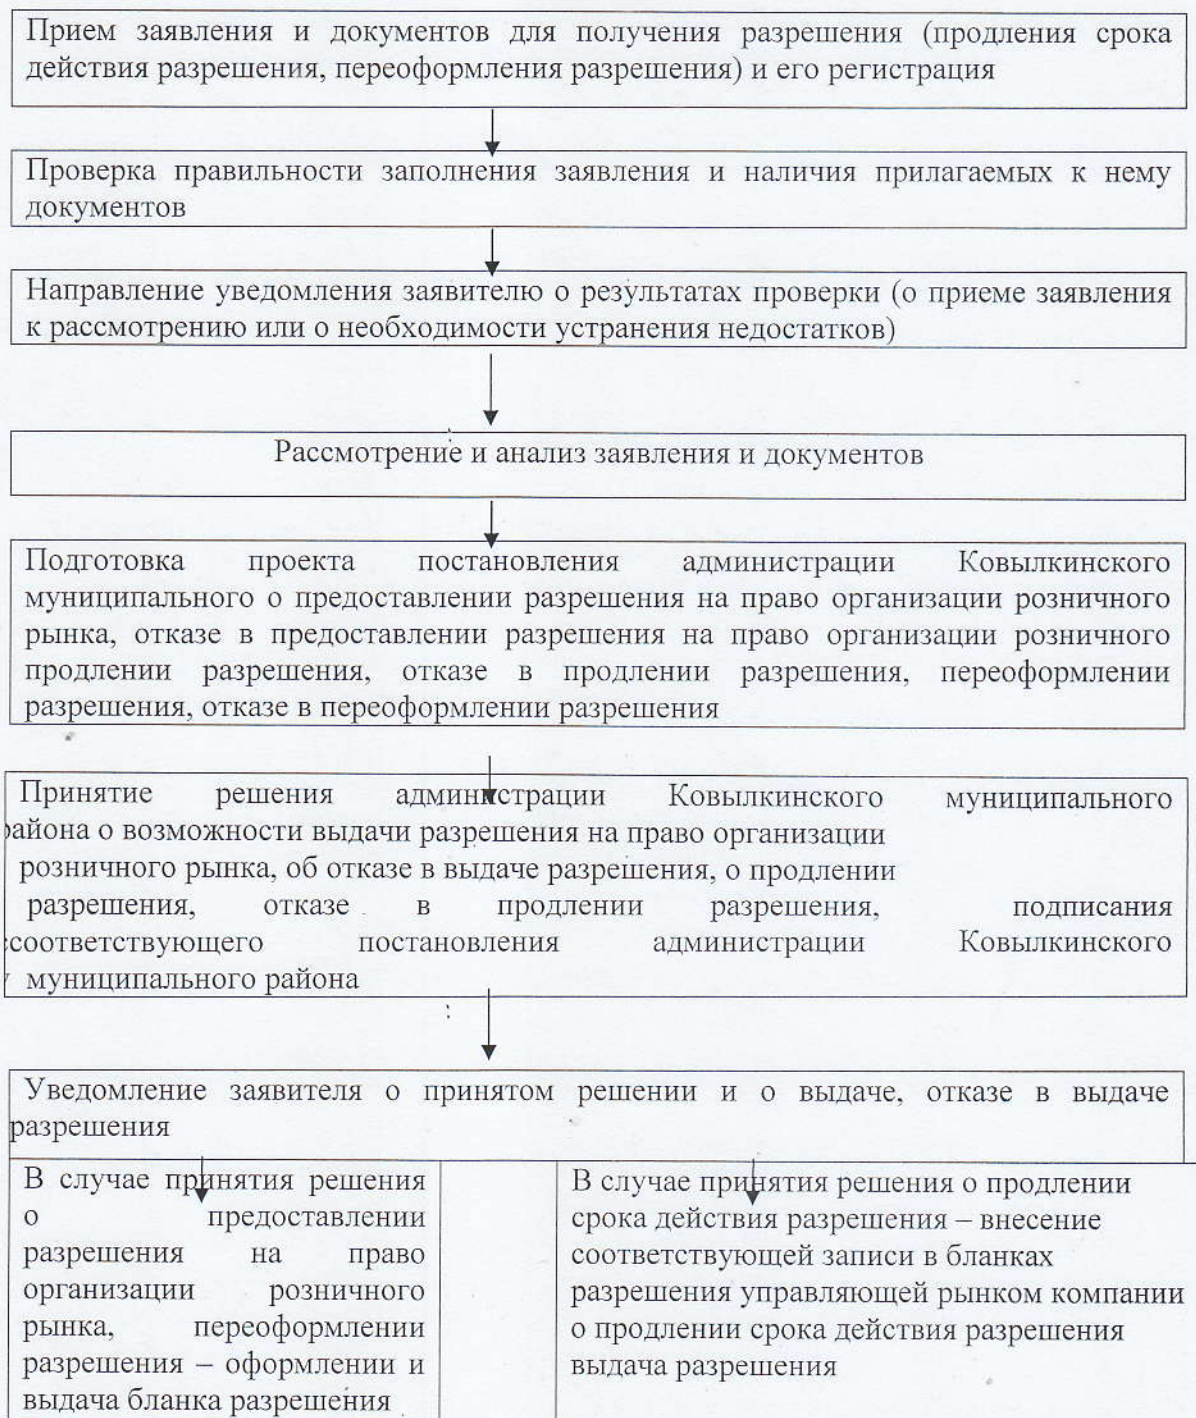 Прием заявления и документов для получения разрешения (продления срока
действия разрешения, переоформления разрешения) и его регистрация
Проверка правильности заполнения заявления и наличия прилагаемых к нему
документов
Направление уведомления заявителю о результатах проверки (о приеме заявления
к рассмотрению или о необходимости устранения недостатков)
Рассмотрение и анализ заявления и документов
Подготовка проекта постановления администрации Ковылкинского
муниципального о предоставлении разрешения на право организации розничного
рынка, отказе в предоставлении разрешения на право организации розничного
продлении разрешения, отказе в продлении разрешения, переоформлении
разрешения, отказе в переоформлении разрешения
Принятие решения администрации Ковылкинского муниципального
района о возможности выдачи разрешения на право организации
розничного рынка, об отказе в выдаче разрешения, о продлении
разрешения, отказе в продлении разрешения, подписания
соответствующего постановления администрации Ковылкинского
муниципального района
Уведомление заявителя о принятом решении и о выдаче, отказе в выдаче
разрешения
В случае принятия решения
о предоставлении
разрешения на право
организации розничного
рынка, переоформлении
разрешения – оформлении и
выдача бланка разрешения
В случае принятия решения о продлении
срока действия разрешения – внесение
соответствующей записи в бланках
разрешения управляющей рынком компании
о продлении срока действия разрешения
выдача разрешения